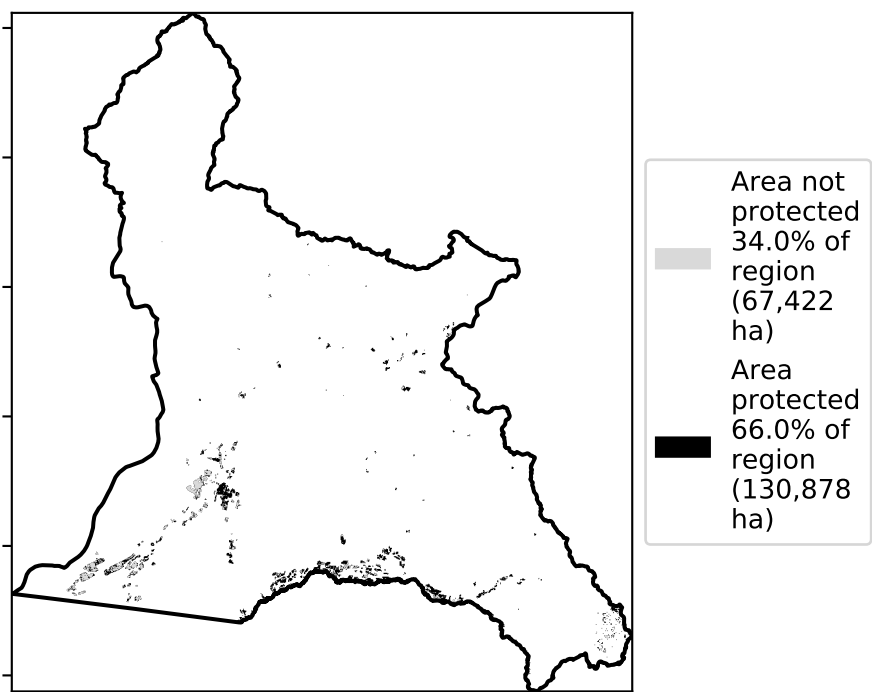 Area not
protected
34.0% of
region
(67,422
ha)
Area
protected
66.0% of
region
(130,878
ha)